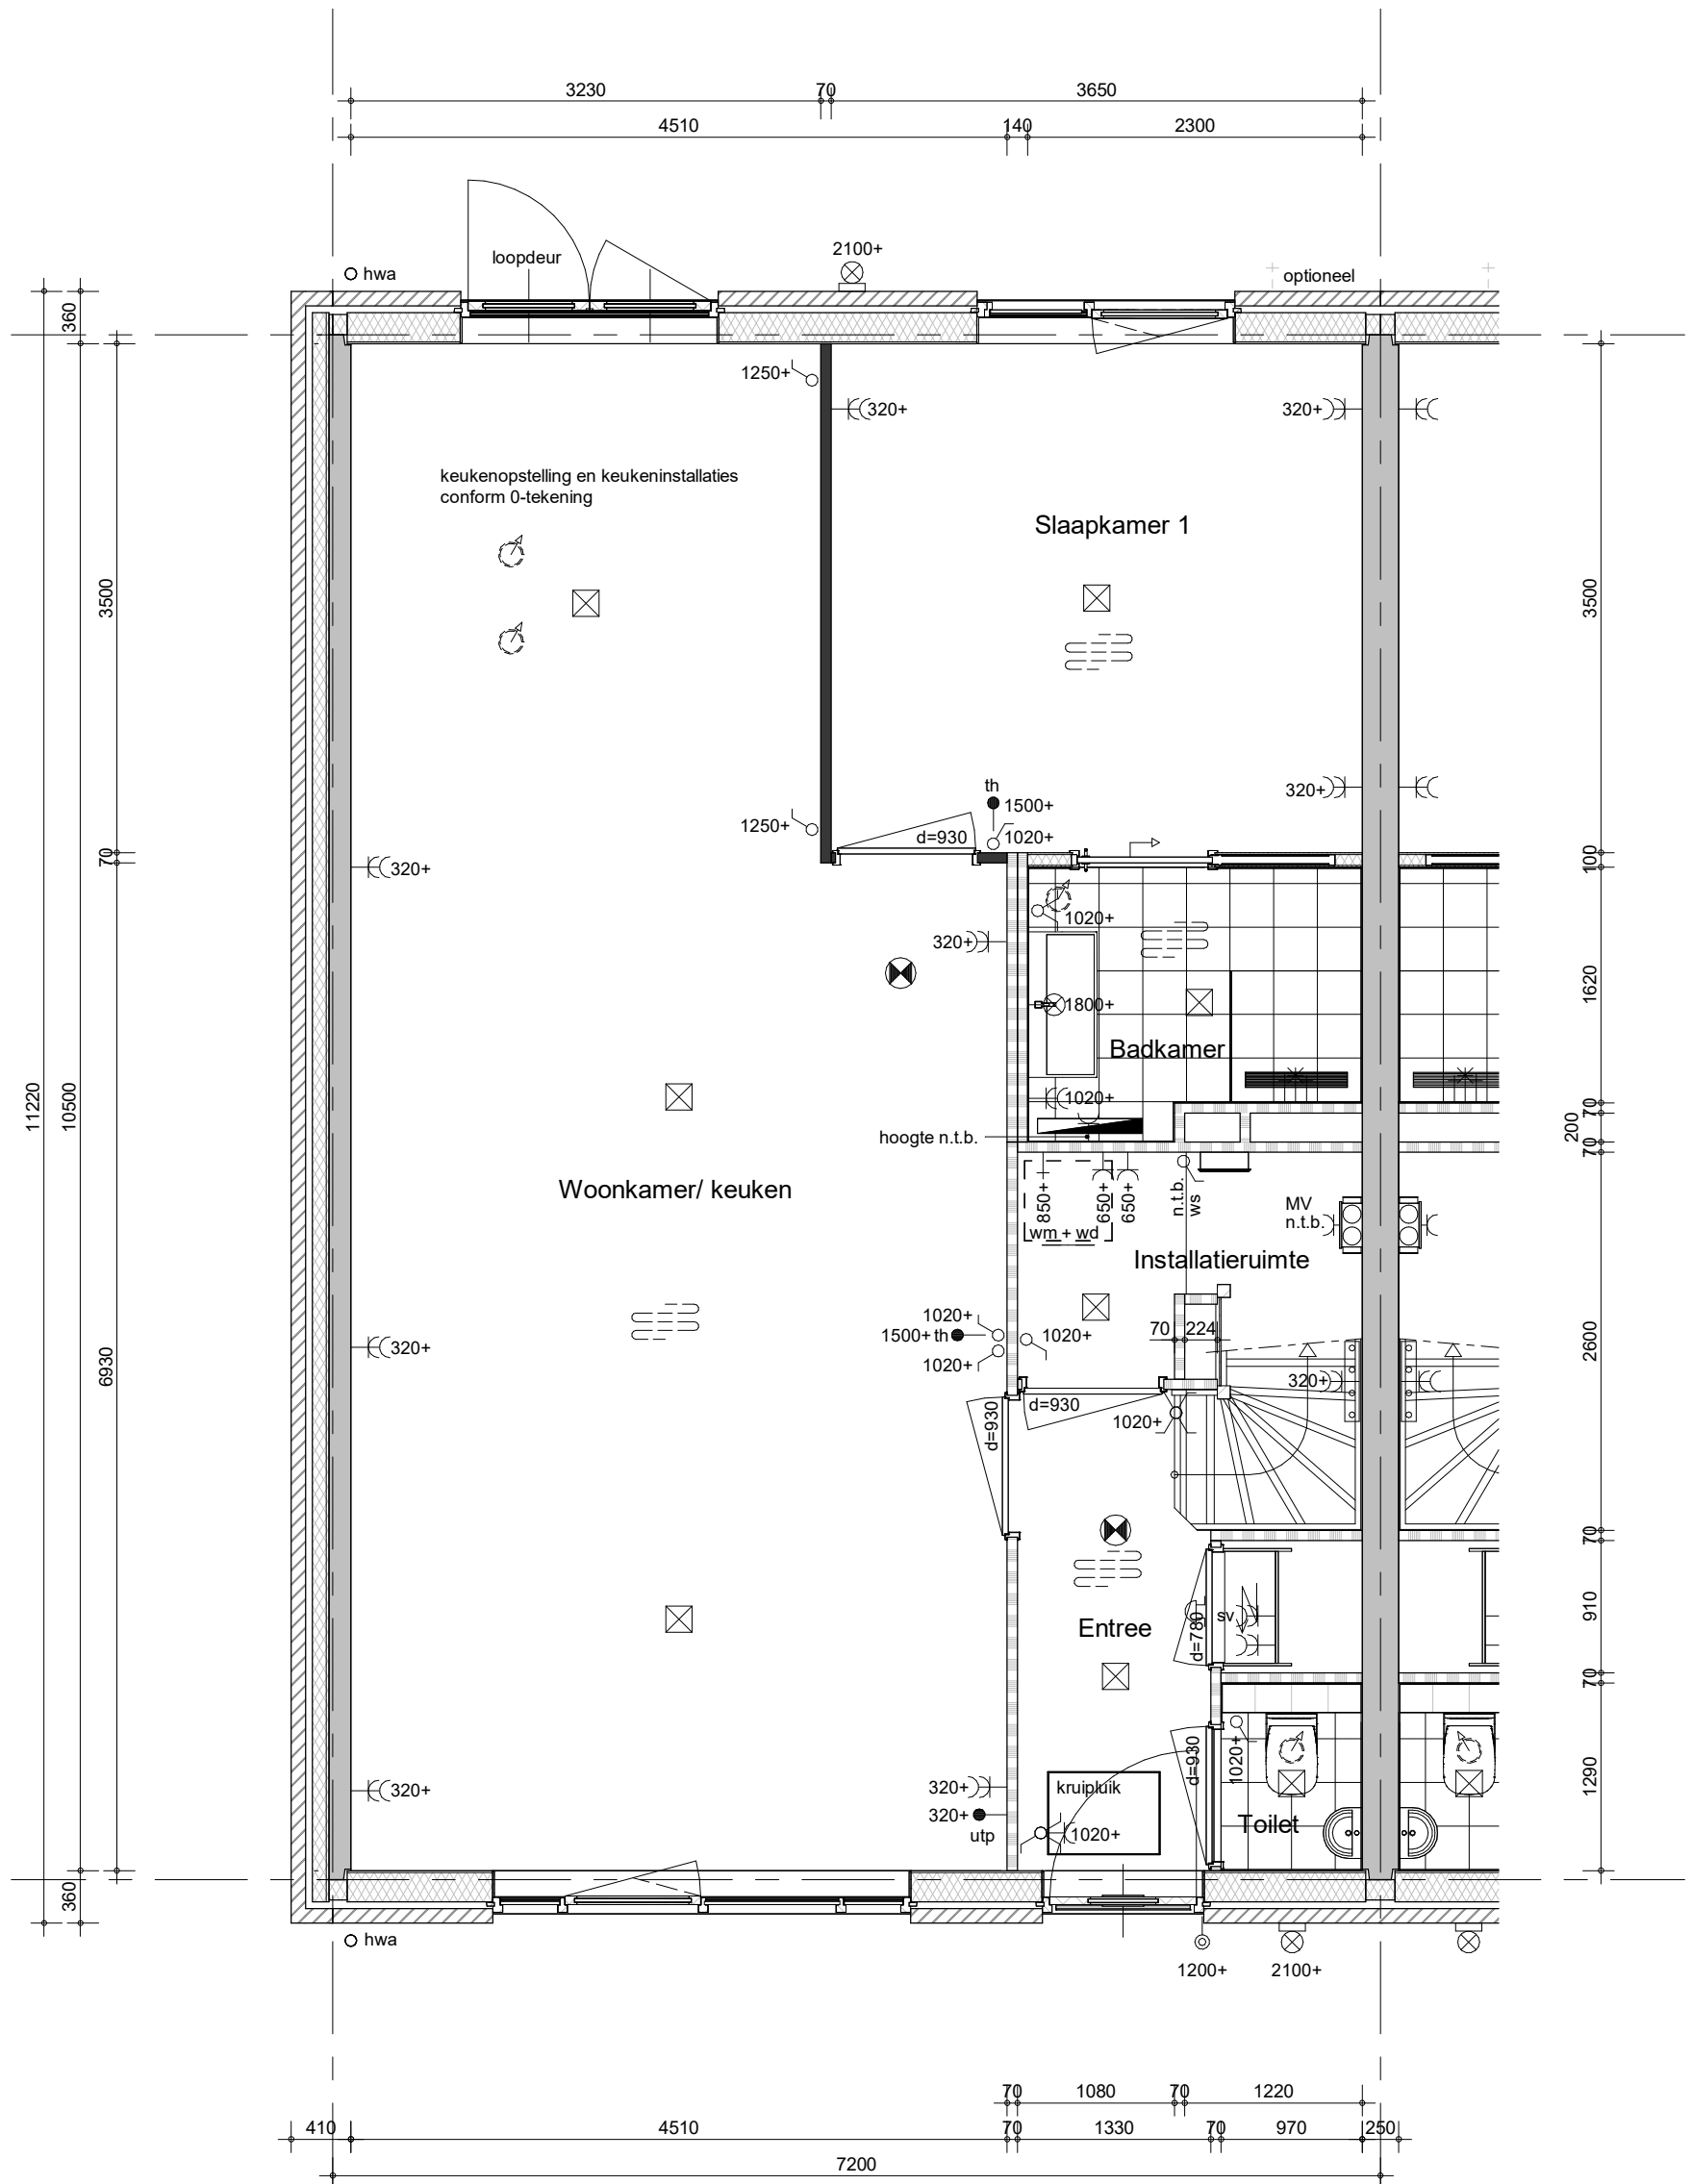 3230
70
3650
4510
140
2300
loopdeur
2100+
hwa
optioneel
360
1250+
320+
320+
keukenopstelling en keukeninstallaties
conform 0-tekening
Slaapkamer 1
3500
3500
th
1500+
320+
1250+
d=930
1020+
70
320+
100
1020+
320+
1800+
1620
Badkamer
11220
10500
1020+
hoogte n.t.b.
70
200
70
Woonkamer/ keuken
850+
650+
650+
n.t.b.
ws
MV
n.t.b.
wm + wd
Installatieruimte
1020+
1500+ th
1020+
1020+
70
224
6930
2600
320+
320+
d=930
d=930
1020+
70
910
sv
d=780
Entree
70
d=930
1020+
1290
320+
320+
kruipluik
320+
utp
1020+
Toilet
360
hwa
1200+
2100+
70
1080
70
1220
410
4510
70
1330
70
970
250
7200